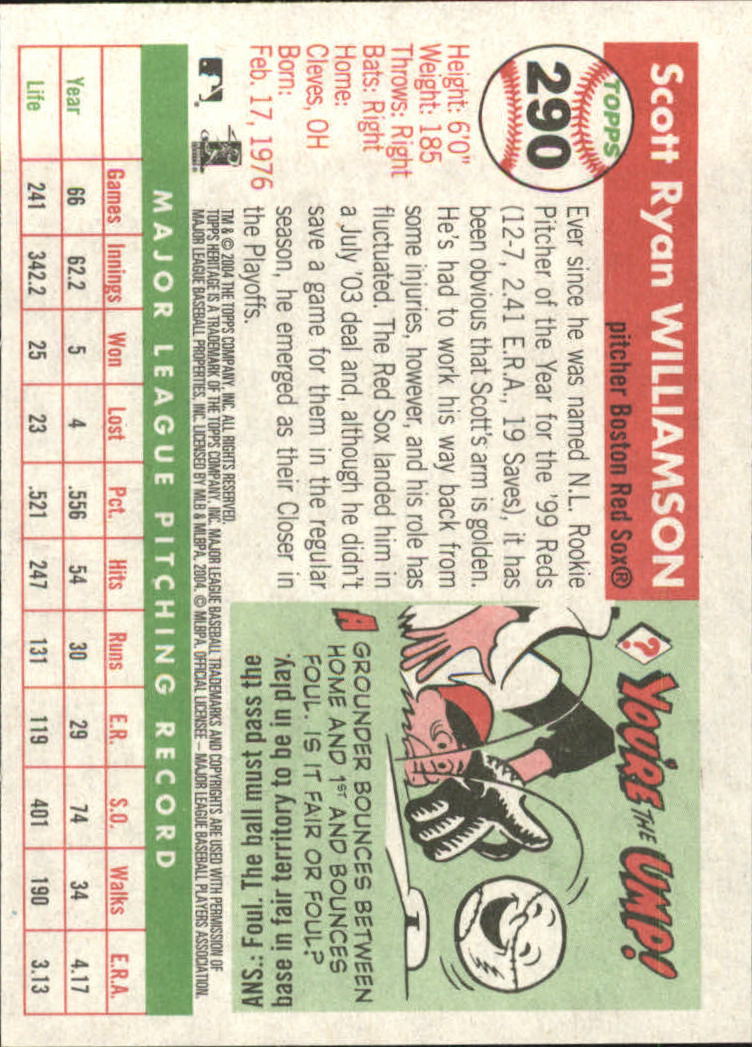 Scott Ryan WILLIAMSON
pitcher Boston Red Sox®
TOPPS
290
Height: 6'0"
Weight: 185
Throws: Right
Bats: Right
Home:
Cleves, OH
Born:
Feb. 17, 1976
Ever since he was named N.L. Rookie
Pitcher of the Year for the '99 Reds
(12-7, 2.41 E.R.A., 19 Saves), it has
been obvious that Scott's arm is golden.
He's had to work his way back from
some injuries, however, and his role has
fluctuated. The Red Sox landed him in
a July '03 deal and, although he didn't
save a game for them in the regular
season, he emerged as their Closer in
the Playoffs.
? YOU'RE THE UMP!
GROUNDER BOUNCES BETWEEN
HOME AND 1ST AND BOUNCES
FOUL. IS IT FAIR OR FOUL?
ANS.: Foul. The ball must pass the
base in fair territory to be in play.
TM & © 2004 THE TOPPS COMPANY, INC. ALL RIGHTS RESERVED.
TOPPS HERITAGE IS A TRADEMARK OF THE TOPPS COMPANY, INC. MAJOR LEAGUE BASEBALL TRADEMARKS AND COPYRIGHTS ARE USED WITH PERMISSION OF
MAJOR LEAGUE BASEBALL PROPERTIES, INC. LICENSED BY MLB & MLBPA, 2004. © MLBPA. OFFICIAL LICENSEE – MAJOR LEAGUE BASEBALL PLAYERS ASSOCIATION.
MAJOR LEAGUE PITCHING RECORD
Games Innings Won Lost Pct. Hits Runs E.R. S.O. Walks E.R.A.
Year 66 62.2 5 4 .556 54 30 29 74 34 4.17
Life 241 342.2 25 23 .521 247 131 119 401 190 3.13